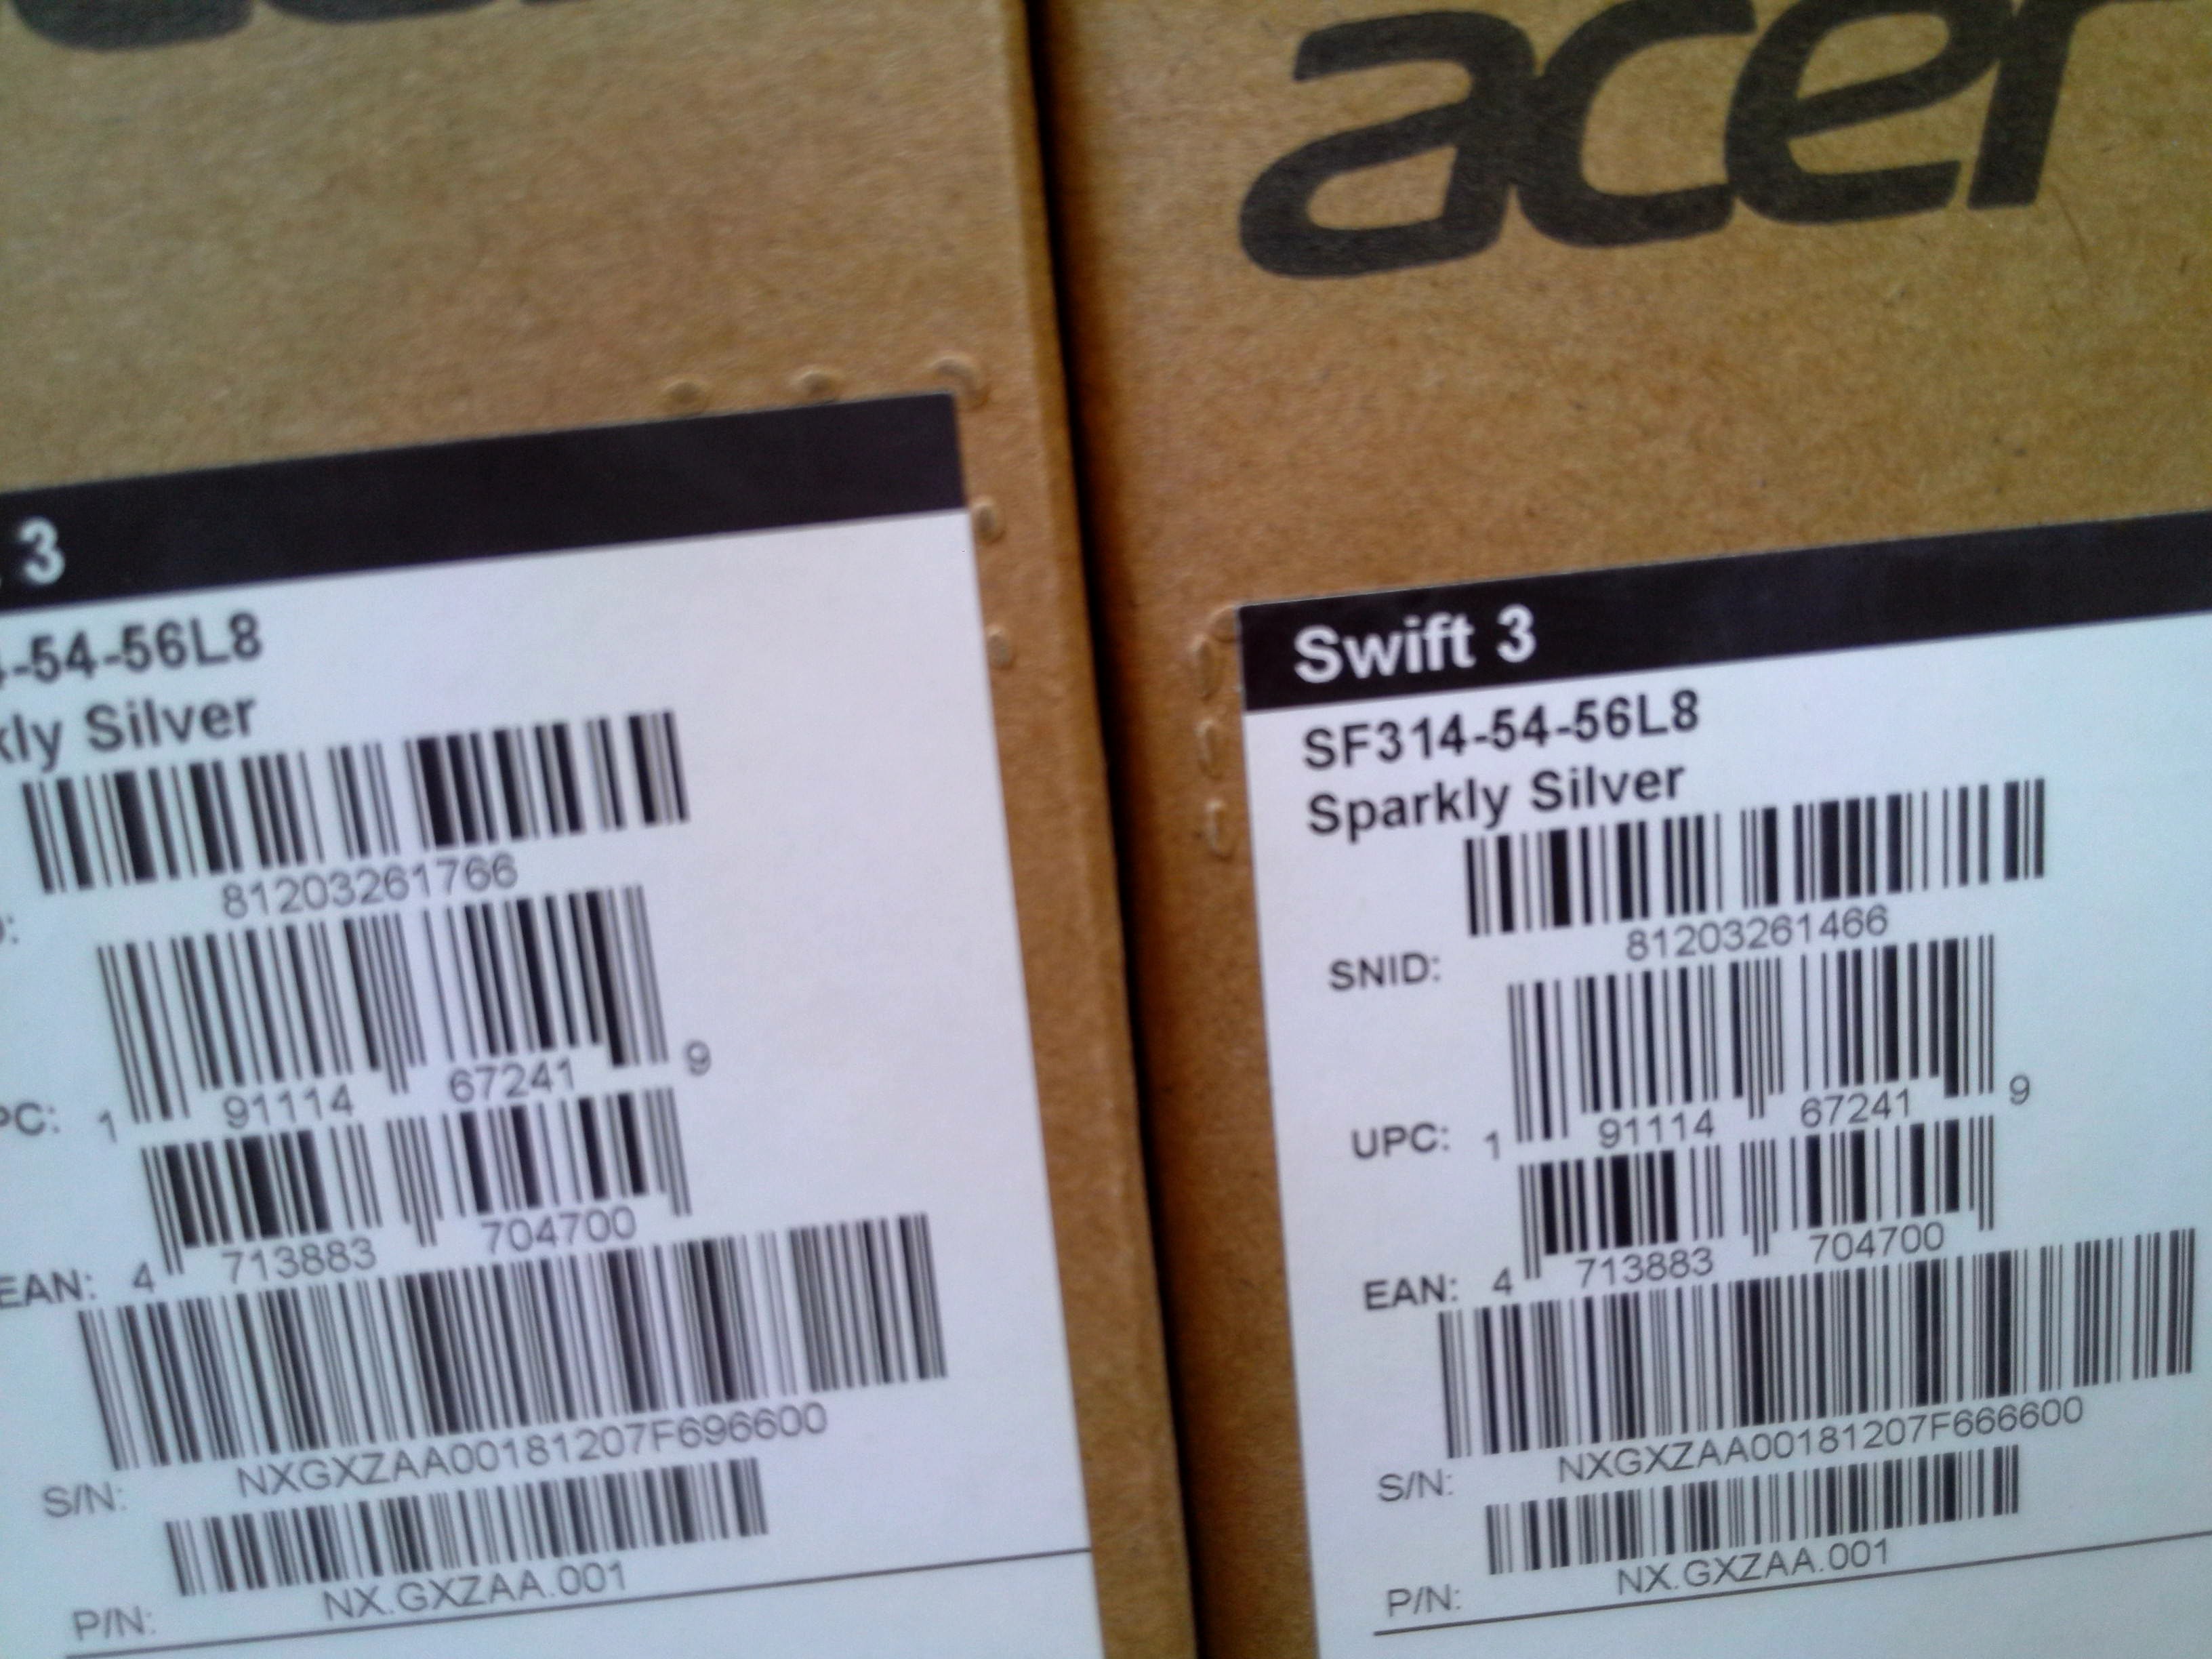 acer
3
-54-56L8
kly Silver
81203261766
PC: 1 91114 67241 9
EAN: 4 713883 704700
S/N: NXGXZAA00181207F696600
P/N: NX.GXZAA.001
Swift 3
SF314-54-56L8
Sparkly Silver
SNID: 81203261466
UPC: 1 91114 67241 9
EAN: 4 713883 704700
S/N: NXGXZAA00181207F666600
P/N: NX.GXZAA.001